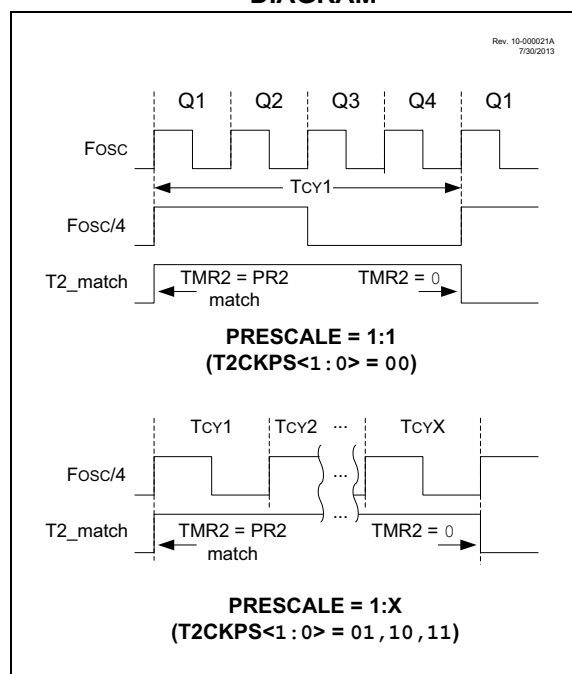 DIAGRAM
Rev. 10-000021A
7/30/2013
Q1 Q2 Q3 Q4 Q1
FOSC
TCY1
FOSC/4
T2_match
TMR2 = PR2
match
TMR2 = 0
PRESCALE = 1:1
(T2CKPS<1:0> = 00)
TCY1 TCY2 ... TCYX
FOSC/4
...
T2_match
...
TMR2 = PR2
match
TMR2 = 0
PRESCALE = 1:X
(T2CKPS<1:0> = 01,10,11)